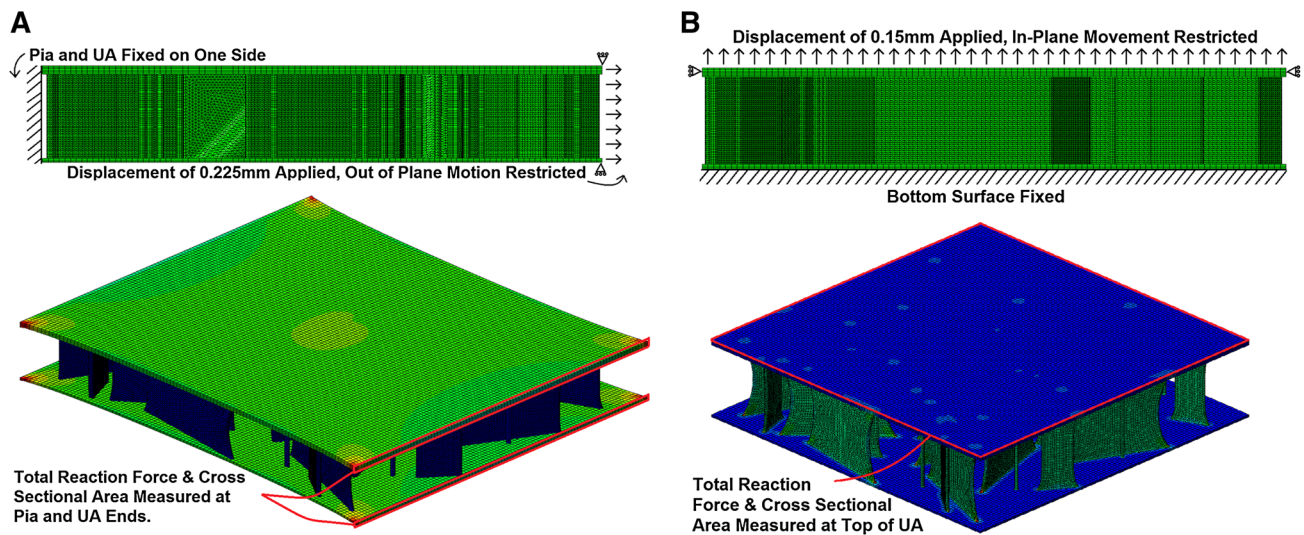 A
Pia and UA Fixed on One Side
Displacement of 0.225mm Applied, Out of Plane Motion Restricted
Total Reaction Force & Cross
Sectional Area Measured at
Pia and UA Ends.
B
Displacement of 0.15mm Applied, In-Plane Movement Restricted
Bottom Surface Fixed
Total Reaction
Force & Cross Sectional
Area Measured at Top of UA